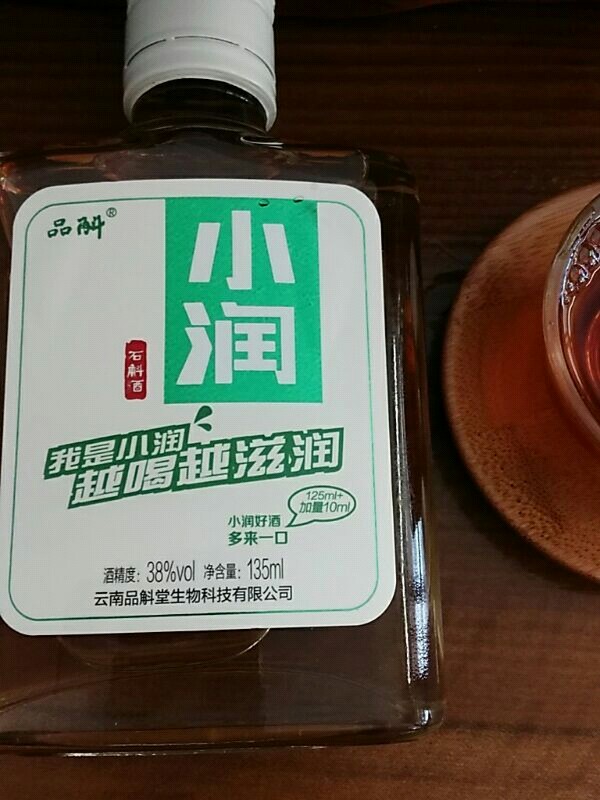 品斛®
小润
石斛酒
我是小润
越喝越滋润
125ml+
加量10ml
小润好酒
多来一口
酒精度：38%vol 净含量：135ml
云南品斛堂生物科技有限公司